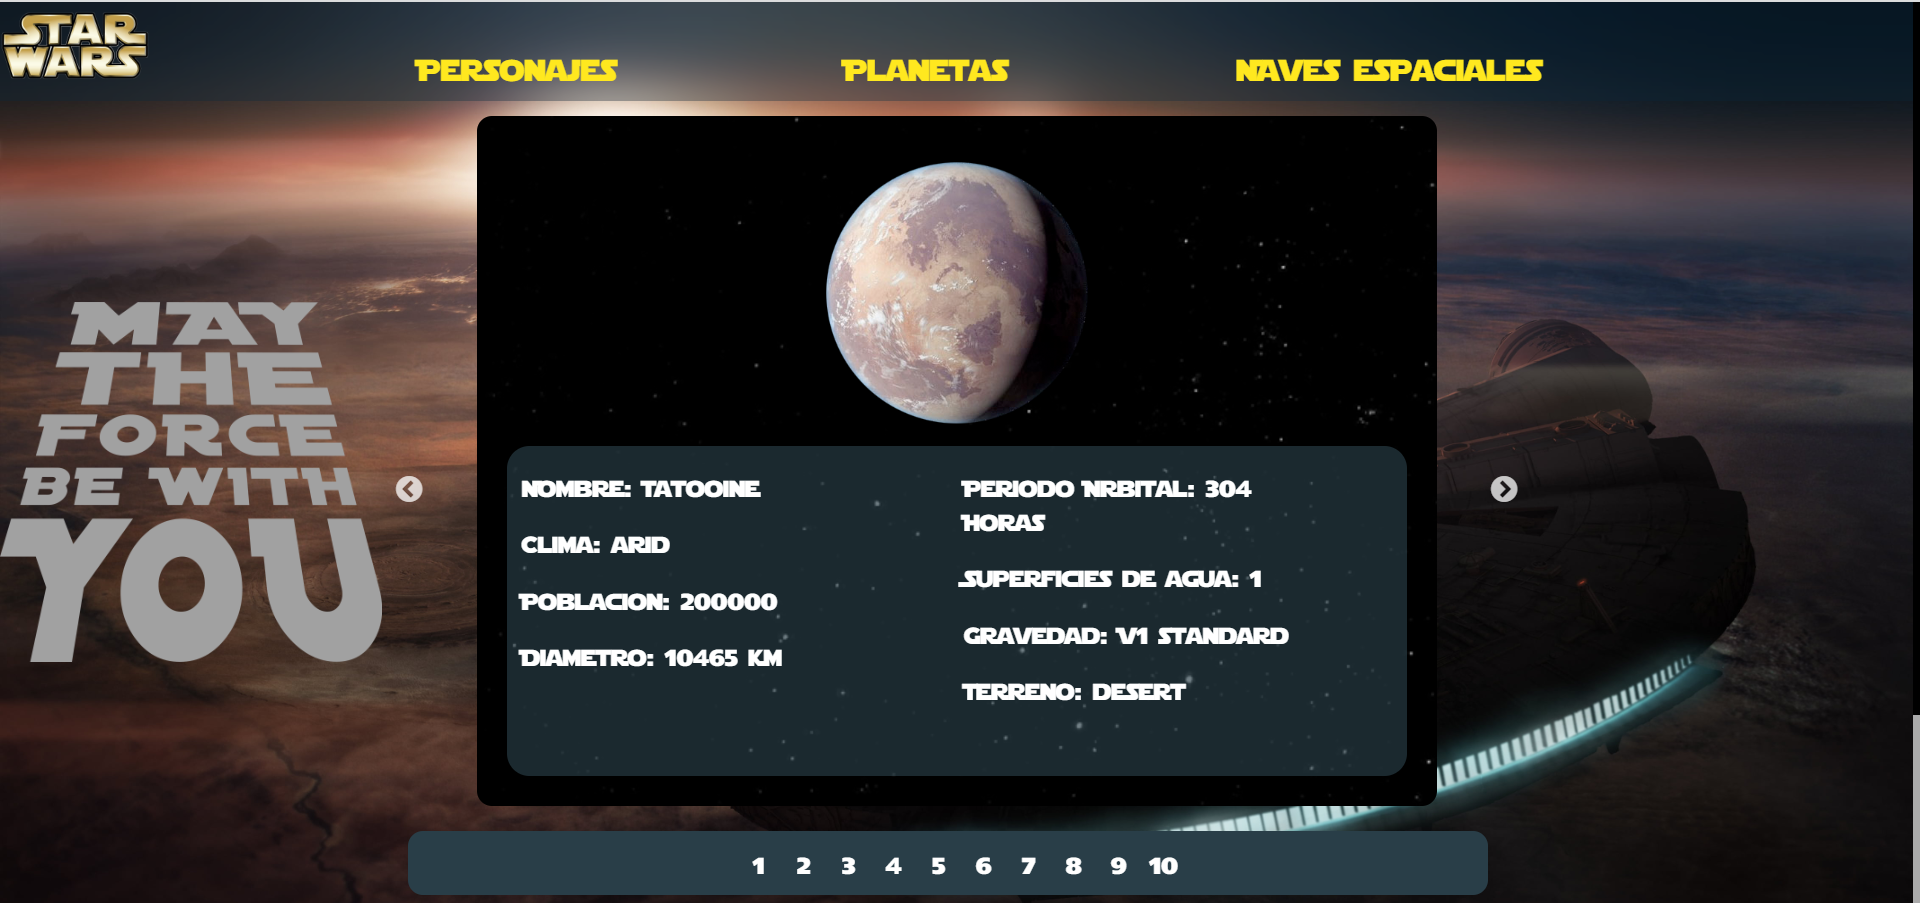 STAR
WARS
PERSONAJES
PLANETAS
NAVES ESPACIALES
MAY
THE
FORCE
BE WITH
YOU
NOMBRE: TATOOINE
CLIMA: ARID
POBLACION: 200000
DIAMETRO: 10465 KM
PERIODO NRBITAL: 304
HORAS
SUPERFICIES DE AGUA: 1
GRAVEDAD: V1 STANDARD
TERRENO: DESERT
1 2 3 4 5 6 7 8 9 10